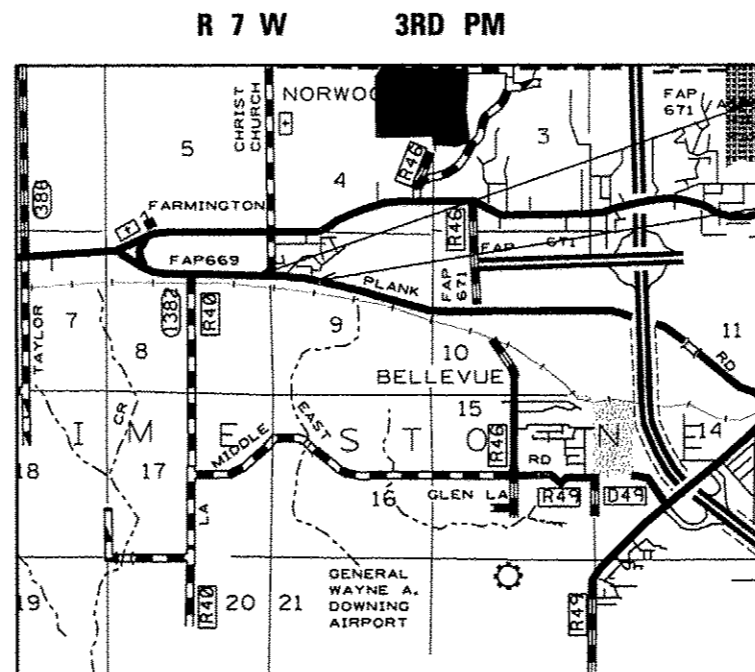 R 7 W 3RD PM
CHRIST CHURCH
NORWOO
FAP 671
5
3
4
R46
388
FARMINGTON
R46
FAP 671
FAP669
FAP 671
PLANK
1382
R40
7
TAYLOR
8
9
10
11
RD
BELLEVUE
CR
15
14
LIMESTON
MIDDLE
EAST
R46
RD
18
17
16
GLEN LA
R49
D49
LA
GENERAL
WAYNE A.
DOWNING
AIRPORT
19
R40
20
21
R49